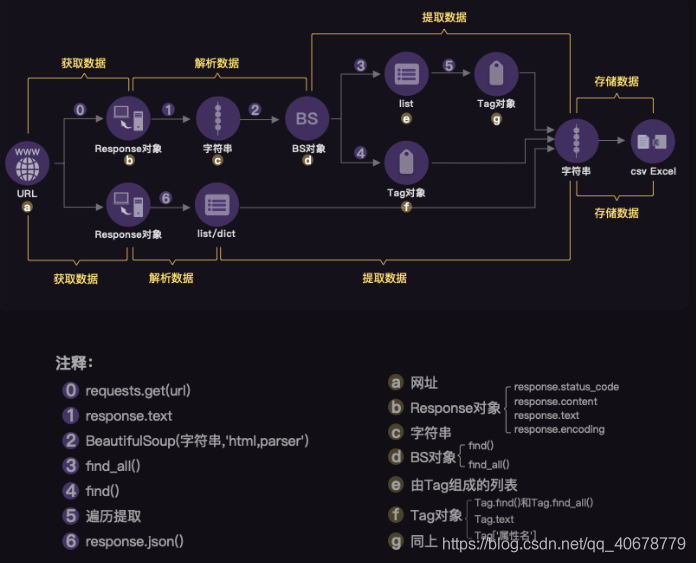 提取数据
获取数据
解析数据
存储数据
3
list
e
5
Tag对象
g
0
Response对象
b
1
字符串
c
2
BS
BS对象
d
4
Tag对象
f
字符串
csv Excel
WWW
URL
a
Response对象
6
list/dict
存储数据
获取数据
解析数据
提取数据
注释：
0 requests.get(url)
1 response.text
2 BeautifulSoup(字符串,'html,parser')
3 find_all()
4 find()
5 遍历提取
6 response.json()
a 网址
b Response对象
response.status_code
response.content
response.text
response.encoding
c 字符串
d BS对象
find()
find_all()
e 由Tag组成的列表
f Tag对象
Tag.find()和Tag.find_all()
Tag.text
Tag['属性名']
g 同上
https://blog.csdn.net/qq_40678779